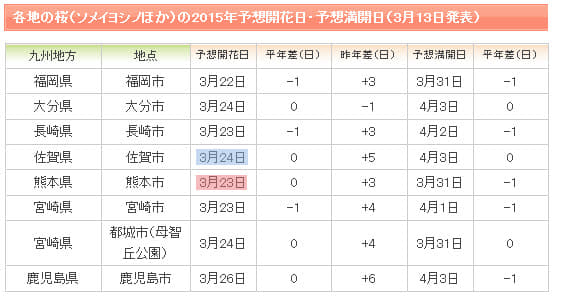 各地の桜(ソメイヨシノほか)の2015年予想開花日・予想満開日(3月13日発表)
九州地方 地点 予想開花日 平年差(日) 昨年差(日) 予想満開日 平年差(日)
福岡県 福岡市 3月22日 -1 +3 3月31日 -1
大分県 大分市 3月24日 0 -1 4月3日 0
長崎県 長崎市 3月23日 -1 +3 4月2日 -1
佐賀県 佐賀市 3月24日 0 +5 4月3日 0
熊本県 熊本市 3月23日 0 +3 3月31日 -1
宮崎県 宮崎市 3月23日 -1 +4 4月1日 -1
宮崎県 都城市(母智丘公園) 3月24日 0 +4 3月31日 0
鹿児島県 鹿児島市 3月26日 0 +6 4月3日 -1